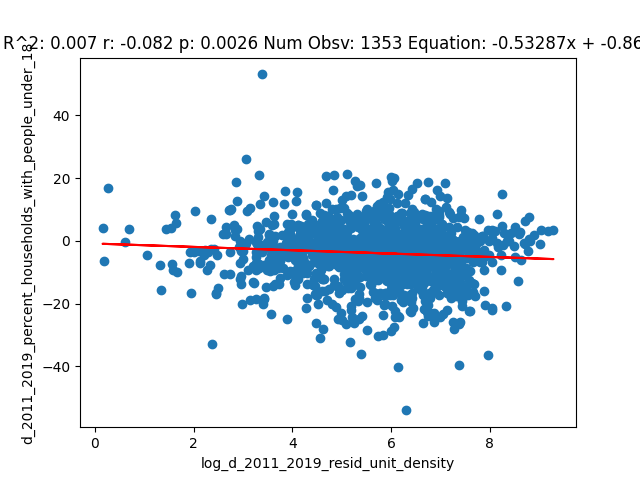 R^2: 0.007 r: -0.082 p: 0.0026 Num Obsv: 1353 Equation: -0.53287x + -0.86
d_2011_2019_percent_households_with_people_under_18
40
20
0
−20
−40
0 2 4 6 8
log_d_2011_2019_resid_unit_density